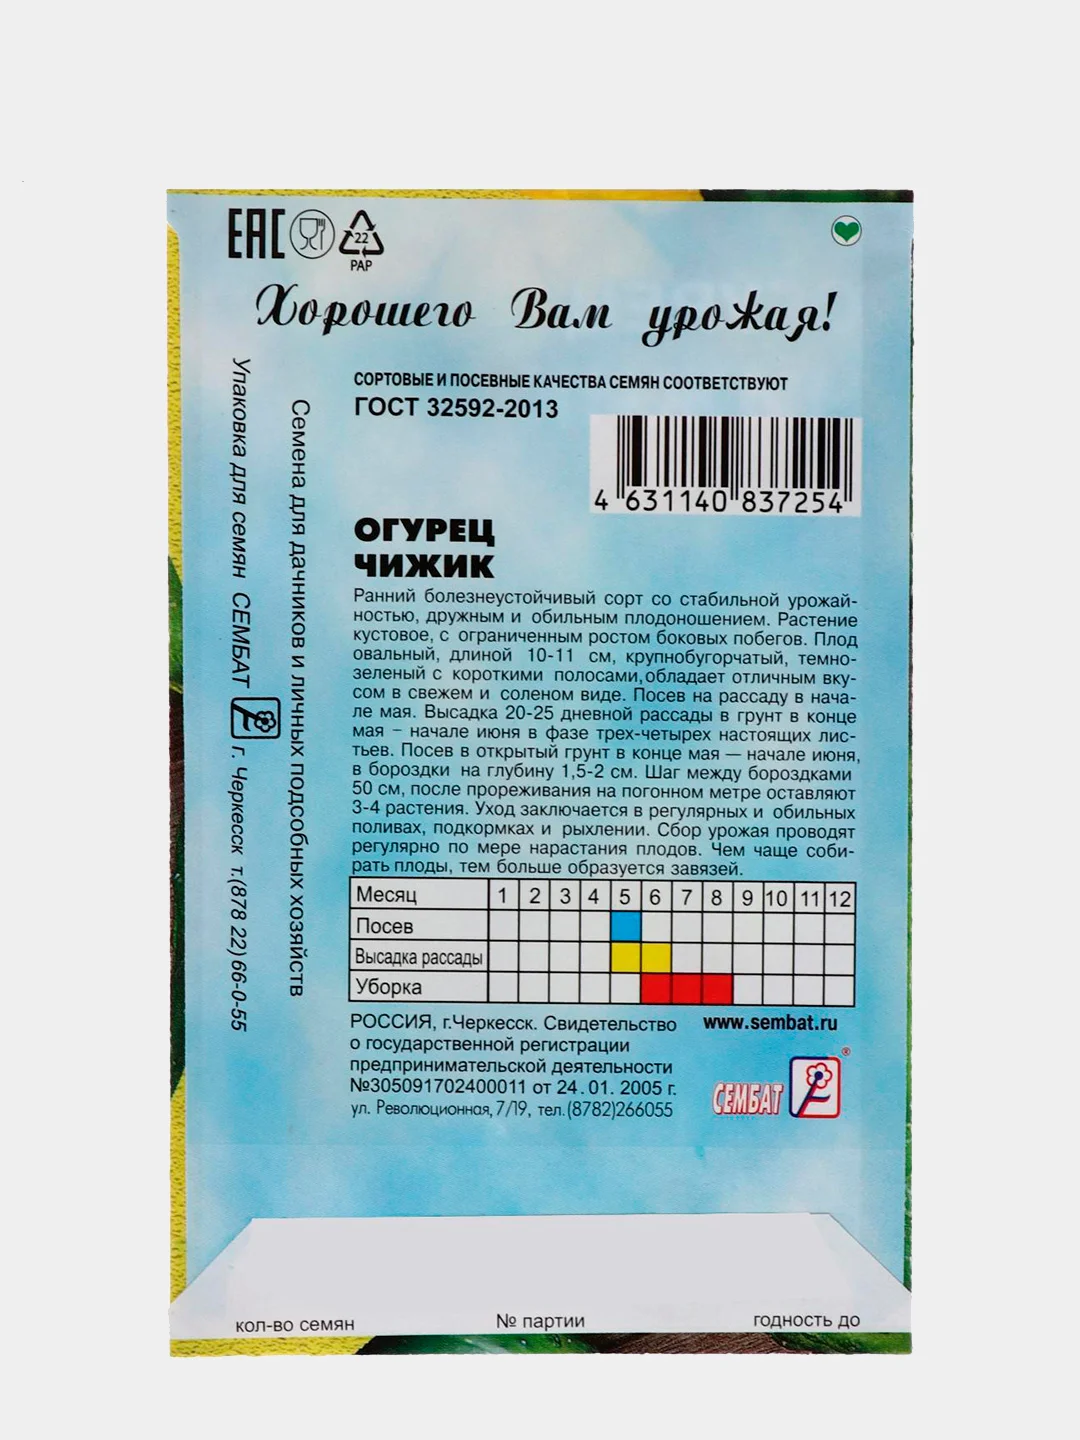 ЕАС
22
PAP
Хорошего Вам урожая!
СОРТОВЫЕ И ПОСЕВНЫЕ КАЧЕСТВА СЕМЯН СООТВЕТСТВУЮТ
ГОСТ 32592-2013
4 631140 837254
ОГУРЕЦ
ЧИЖИК
Ранний болезнеустойчивый сорт со стабильной урожай-
ностью, дружным и обильным плодоношением. Растение
кустовое, с ограниченным ростом боковых побегов. Плод
овальный, длиной 10-11 см, крупнобугорчатый, темно-
зеленый с короткими полосами, обладает отличным вку-
сом в свежем и соленом виде. Посев на рассаду в нача-
ле мая. Высадка 20-25 дневной рассады в грунт в конце
мая – начале июня в фазе трех-четырех настоящих лис-
тьев. Посев в открытый грунт в конце мая — начале июня,
в бороздки на глубину 1,5-2 см. Шаг между бороздками
50 см, после прореживания на погонном метре оставляют
3-4 растения. Уход заключается в регулярных и обильных
поливах, подкормках и рыхлении. Сбор урожая проводят
регулярно по мере нарастания плодов. Чем чаще соби-
рать плоды, тем больше образуется завязей.
Месяц 1 2 3 4 5 6 7 8 9 10 11 12
Посев
Высадка рассады
Уборка
РОССИЯ, г.Черкесск. Свидетельство
о государственной регистрации
предпринимательской деятельности
№305091702400011 от 24.01.2005 г.
ул. Революционная, 7/19, тел.(8782)266055
www.sembat.ru
СЕМБАТ
®
Семена для дачников и личных подсобных хозяйств
Упаковка для семян СЕМБАТ г. Черкесск т.(878 22) 66-0-55
кол-во семян
№ партии
годность до